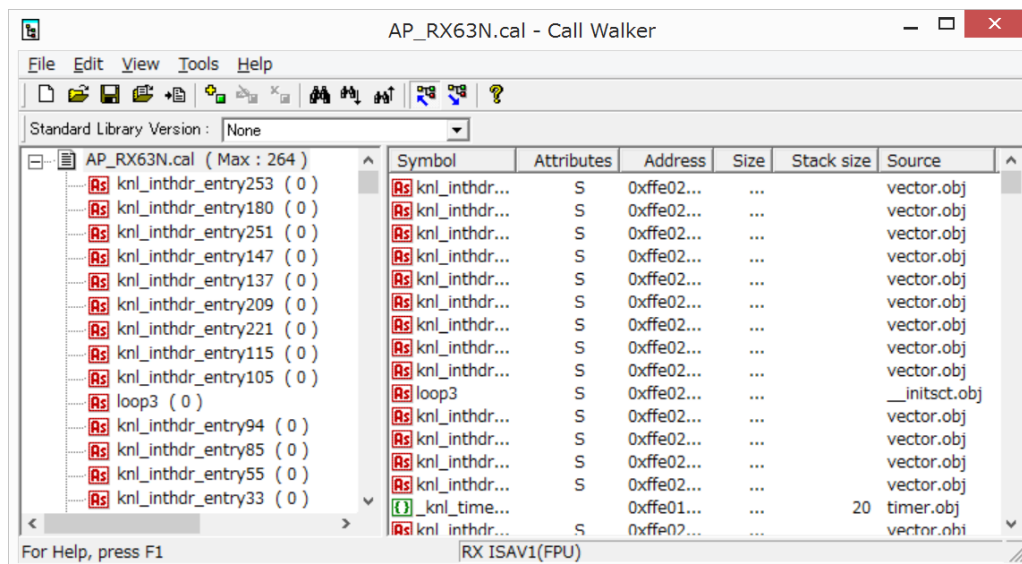 AP_RX63N.cal - Call Walker
File Edit View Tools Help
Standard Library Version : None
AP_RX63N.cal ( Max : 264 )
knl_inthdr_entry253 ( 0 )
knl_inthdr_entry180 ( 0 )
knl_inthdr_entry251 ( 0 )
knl_inthdr_entry147 ( 0 )
knl_inthdr_entry137 ( 0 )
knl_inthdr_entry209 ( 0 )
knl_inthdr_entry221 ( 0 )
knl_inthdr_entry115 ( 0 )
knl_inthdr_entry105 ( 0 )
loop3 ( 0 )
knl_inthdr_entry94 ( 0 )
knl_inthdr_entry85 ( 0 )
knl_inthdr_entry55 ( 0 )
knl_inthdr_entry33 ( 0 )
Symbol Attributes Address Size Stack size Source
knl_inthdr... S 0xffe02... ... vector.obj
knl_inthdr... S 0xffe02... ... vector.obj
knl_inthdr... S 0xffe02... ... vector.obj
knl_inthdr... S 0xffe02... ... vector.obj
knl_inthdr... S 0xffe02... ... vector.obj
knl_inthdr... S 0xffe02... ... vector.obj
knl_inthdr... S 0xffe02... ... vector.obj
knl_inthdr... S 0xffe02... ... vector.obj
knl_inthdr... S 0xffe02... ... vector.obj
loop3 S 0xffe02... ... __initsct.obj
knl_inthdr... S 0xffe02... ... vector.obj
knl_inthdr... S 0xffe02... ... vector.obj
knl_inthdr... S 0xffe02... ... vector.obj
knl_inthdr... S 0xffe02... ... vector.obj
_knl_time... 0xffe01... ... 20 timer.obj
knl_inthdr... S 0xffe02... ... vector.obj
For Help, press F1
RX ISAV1(FPU)